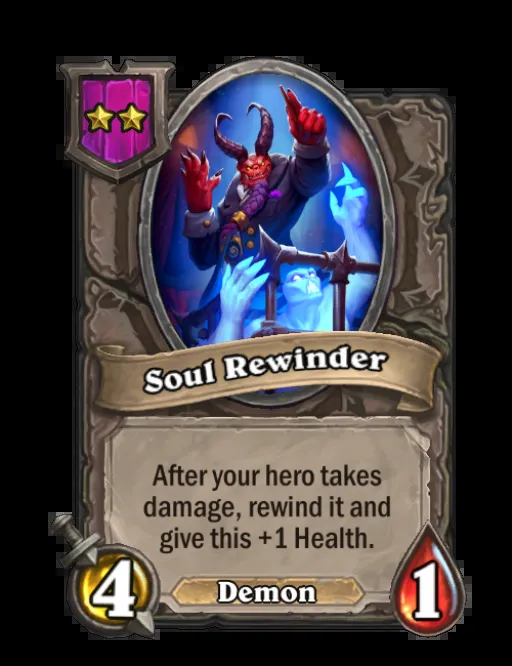 Soul Rewinder
After your hero takes
damage, rewind it and
give this +1 Health.
4
Demon
1